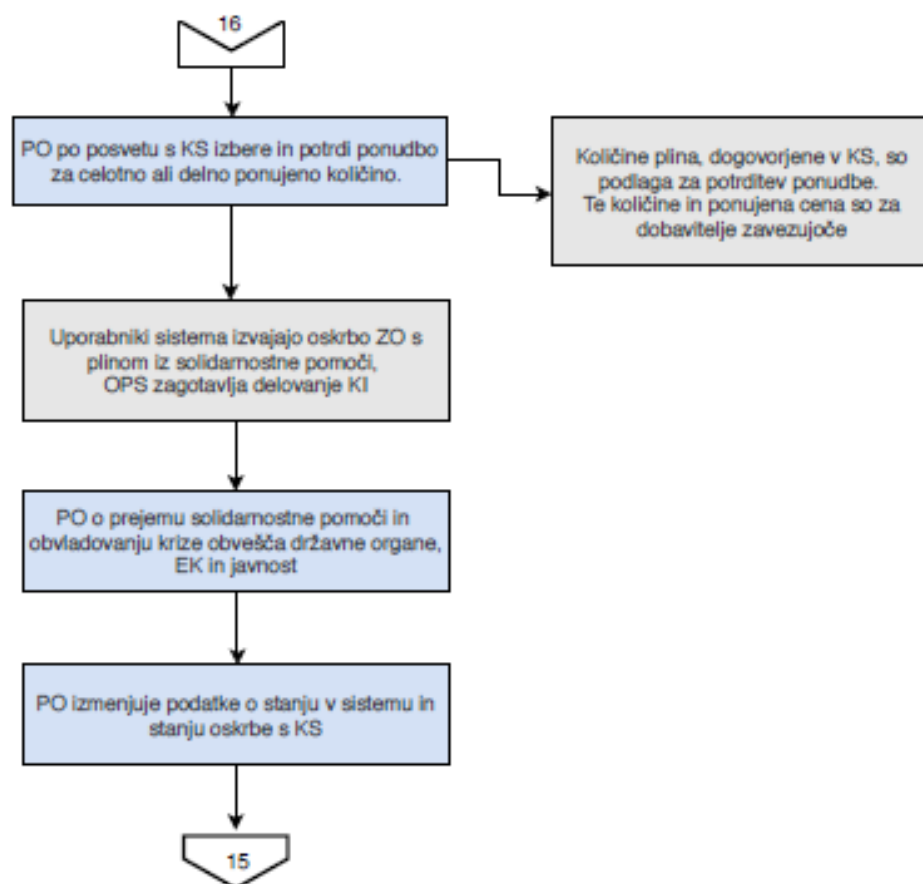 16
PO po posvetu s KS izbere in potrdi ponudbo
za celotno ali delno ponujeno količino.
Količine plina, dogovorjene v KS, so
podlaga za potrditev ponudbe.
Te količine in ponujena cena so za
dobavitelje zavezujoče
Uporabniki sistema izvajajo oskrbo ZO s
plinom iz solidarnostne pomoči,
OPS zagotavlja delovanje KI
PO o prejemu solidarnostne pomoči in
obvladovanju krize obvešča državne organe,
EK in javnost
PO izmenjuje podatke o stanju v sistemu in
stanju oskrbe s KS
15